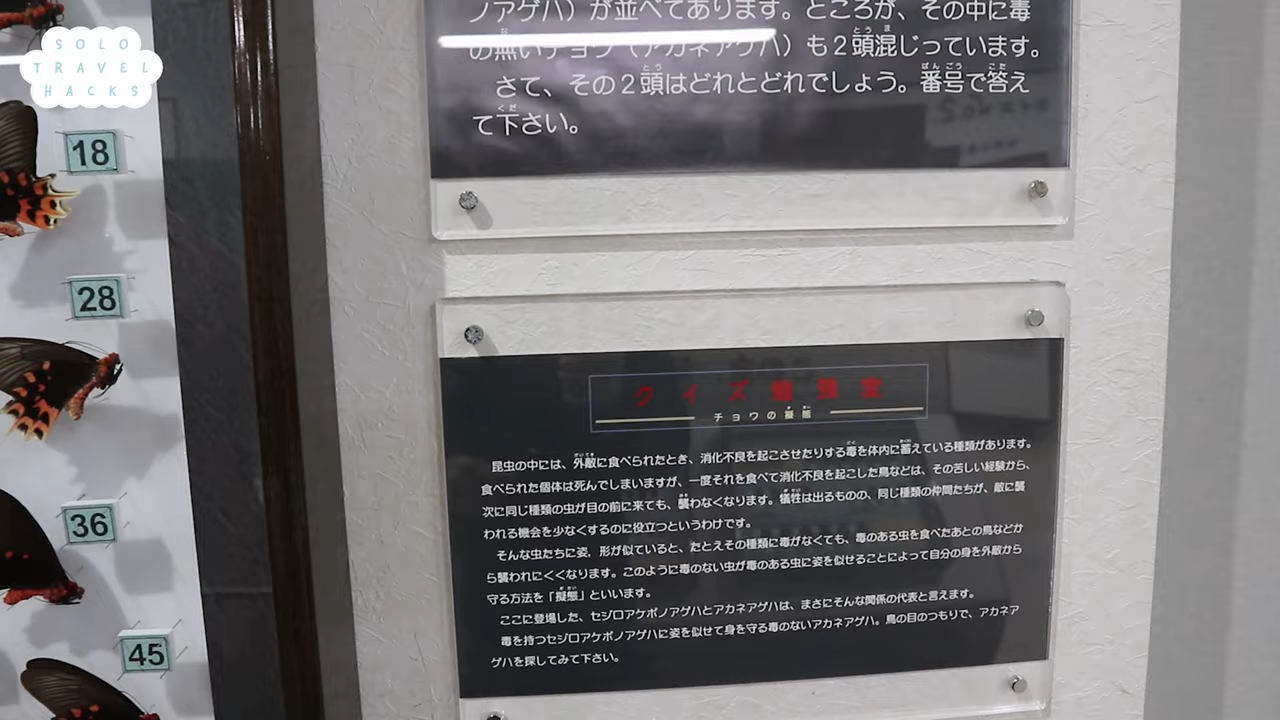 SOLO
TRAVEL
HACKS
18
28
36
45
ノアゲハ）が並べてあります。ところが、その中に毒
の無いチョウ（アカネアゲハ）も２頭混じっています。
さて、その２頭はどれとどれでしょう。番号で答え
て下さい。
クイズ
チョウの擬態
昆虫の中には、外敵に食べられたとき、消化不良を起こさせたりする毒を体内に蓄えている種類があります。
食べられた個体は死んでしまいますが、一度それを食べて消化不良を起こした鳥などは、その苦しい経験から、
次に同じ種類の虫が目の前に来ても、襲わなくなります。犠牲は出るものの、同じ種類の仲間たちが、敵に襲
われる機会を少なくするのに役立つというわけです。
そんな虫たちに姿、形が似ていると、たとえその種類に毒がなくても、毒のある虫を食べたあとの鳥などか
ら襲われにくくなります。このように毒のない虫が毒のある虫に姿を似せることによって自分の身を外敵から
守る方法を「擬態」といいます。
ここに登場した、セジロアケボノアゲハとアカネアゲハは、まさにそんな関係の代表と言えます。
毒を持つセジロアケボノアゲハに姿を似せて身を守る毒のないアカネアゲハ。鳥の目のつもりで、アカネア
ゲハを探してみて下さい。